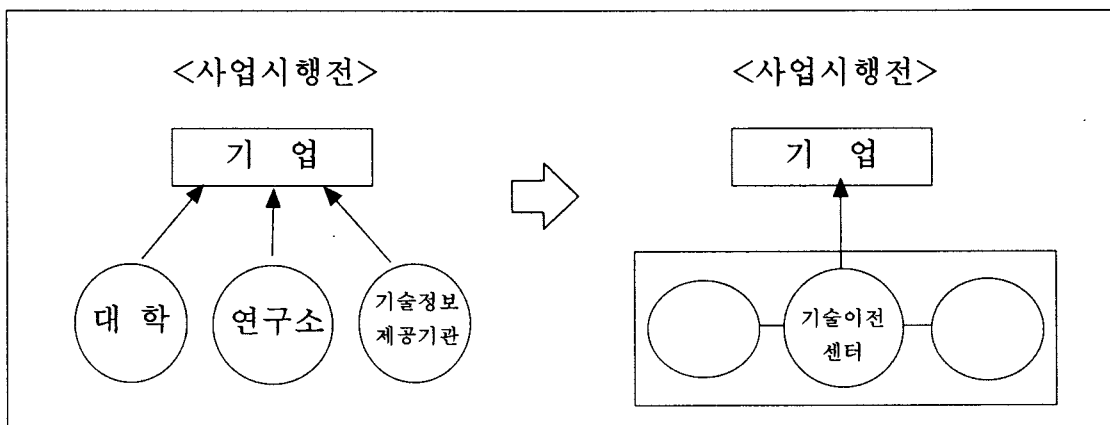 <사업시행전>
<사업시행전>
기 업
기 업
대 학
연구소
기술정보
제공기관
기술이전
센터